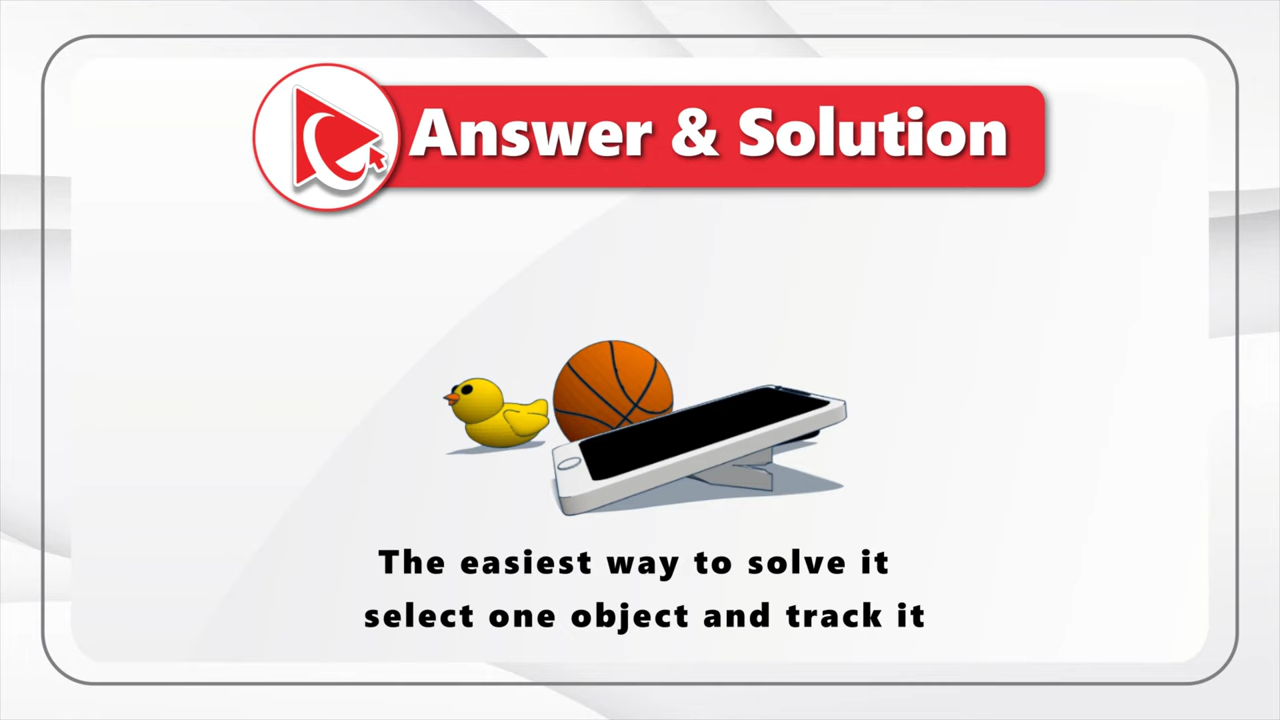 Answer & Solution
The easiest way to solve it
select one object and track it